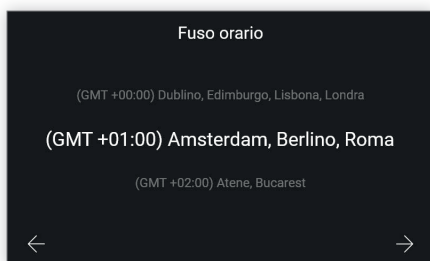 Fuso orario
(GMT +00:00) Dublino, Edimburgo, Lisbona, Londra
(GMT +01:00) Amsterdam, Berlino, Roma
(GMT +02:00) Atene, Bucarest